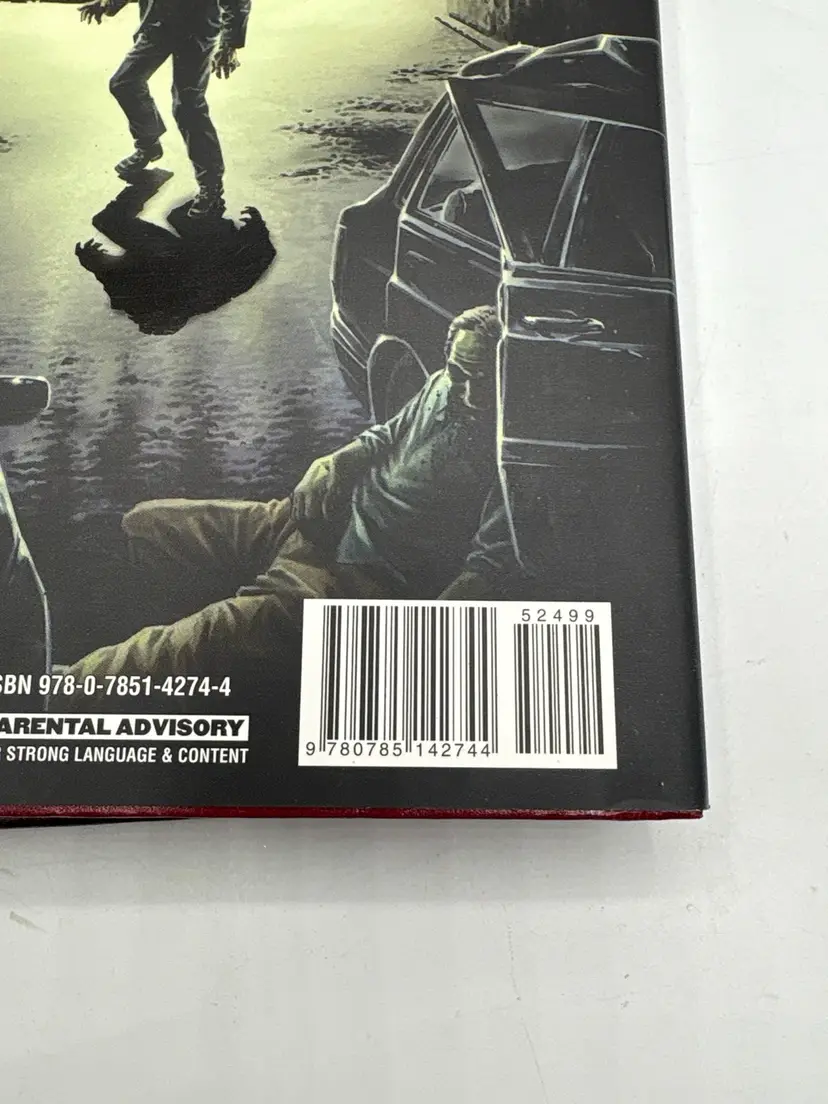 52499
SBN 978-0-7851-4274-4
ARENTAL ADVISORY
STRONG LANGUAGE & CONTENT
9 780785 142744